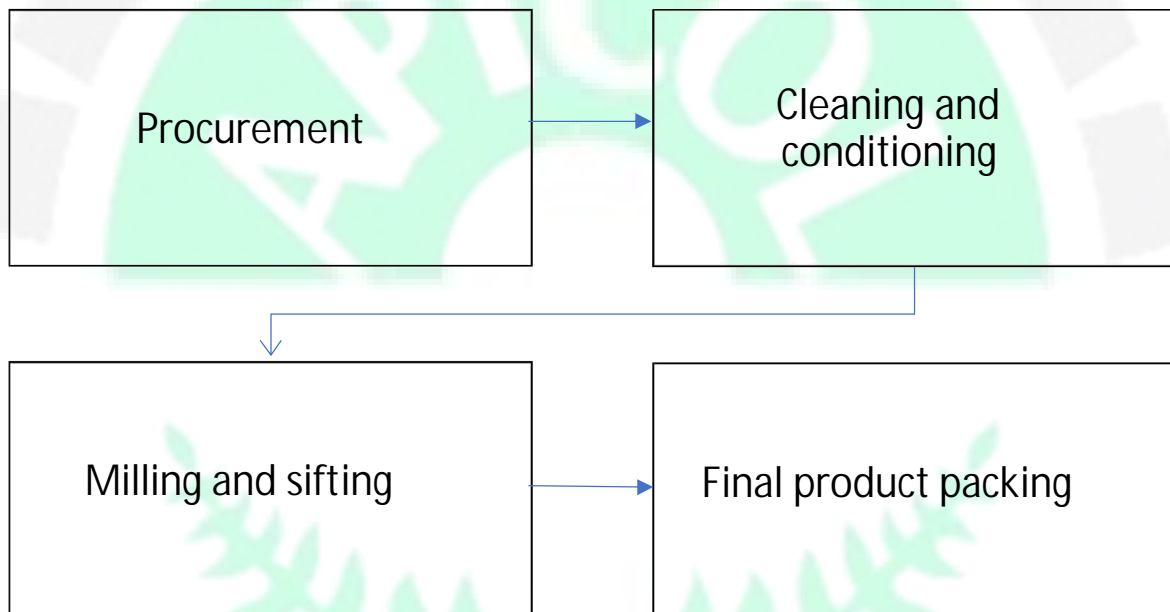 Procurement
Cleaning and
conditioning
Milling and sifting
Final product packing